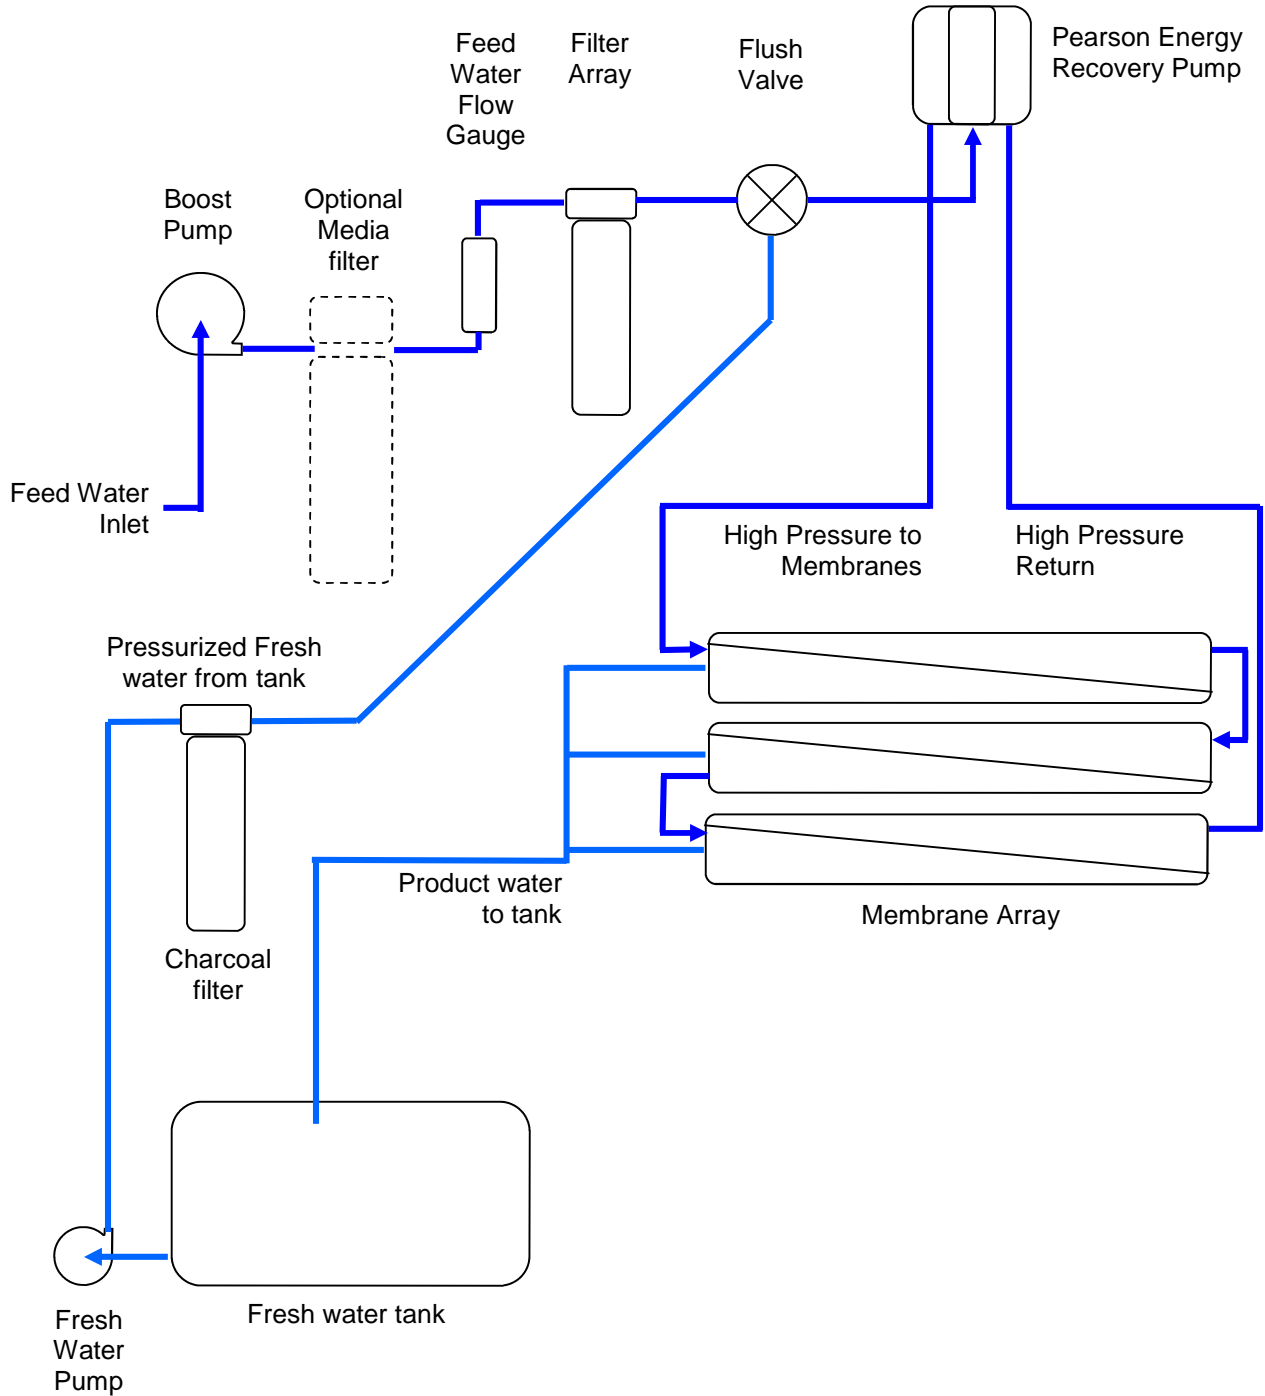 Feed
Water
Flow
Gauge
Filter
Array
Flush
Valve
Pearson Energy
Recovery Pump
Boost
Pump
Optional
Media
filter
Feed Water
Inlet
High Pressure to
Membranes
High Pressure
Return
Pressurized Fresh
water from tank
Product water
to tank
Membrane Array
Charcoal
filter
Fresh water tank
Fresh
Water
Pump